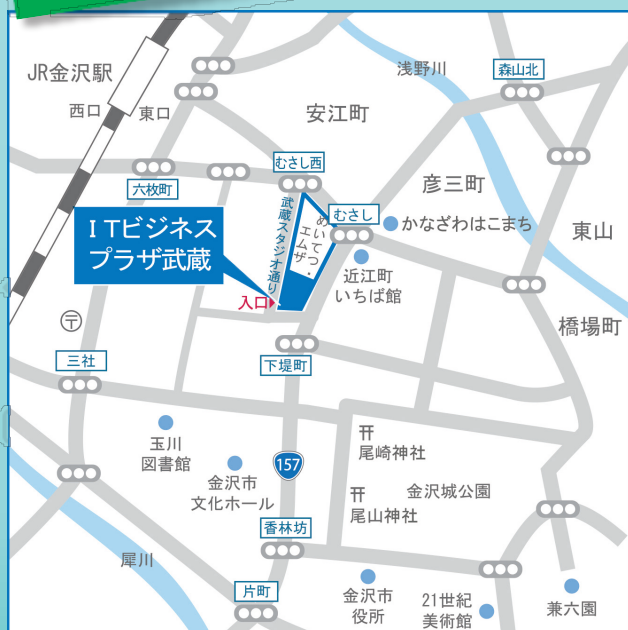 JR金沢駅
西口
東口
浅野川
森山北
安江町
むさし西
六枚町
彦三町
むさし
かなざわはこまち
東山
ITビジネス
プラザ武蔵
武蔵スタジオ通り
めいてつ・
エムザ
近江町
いちば館
入口
橋場町
〒
三社
下堤町
玉川
図書館
尾崎神社
157
金沢市
文化ホール
金沢城公園
尾山神社
香林坊
犀川
片町
金沢市
役所
21世紀
美術館
兼六園